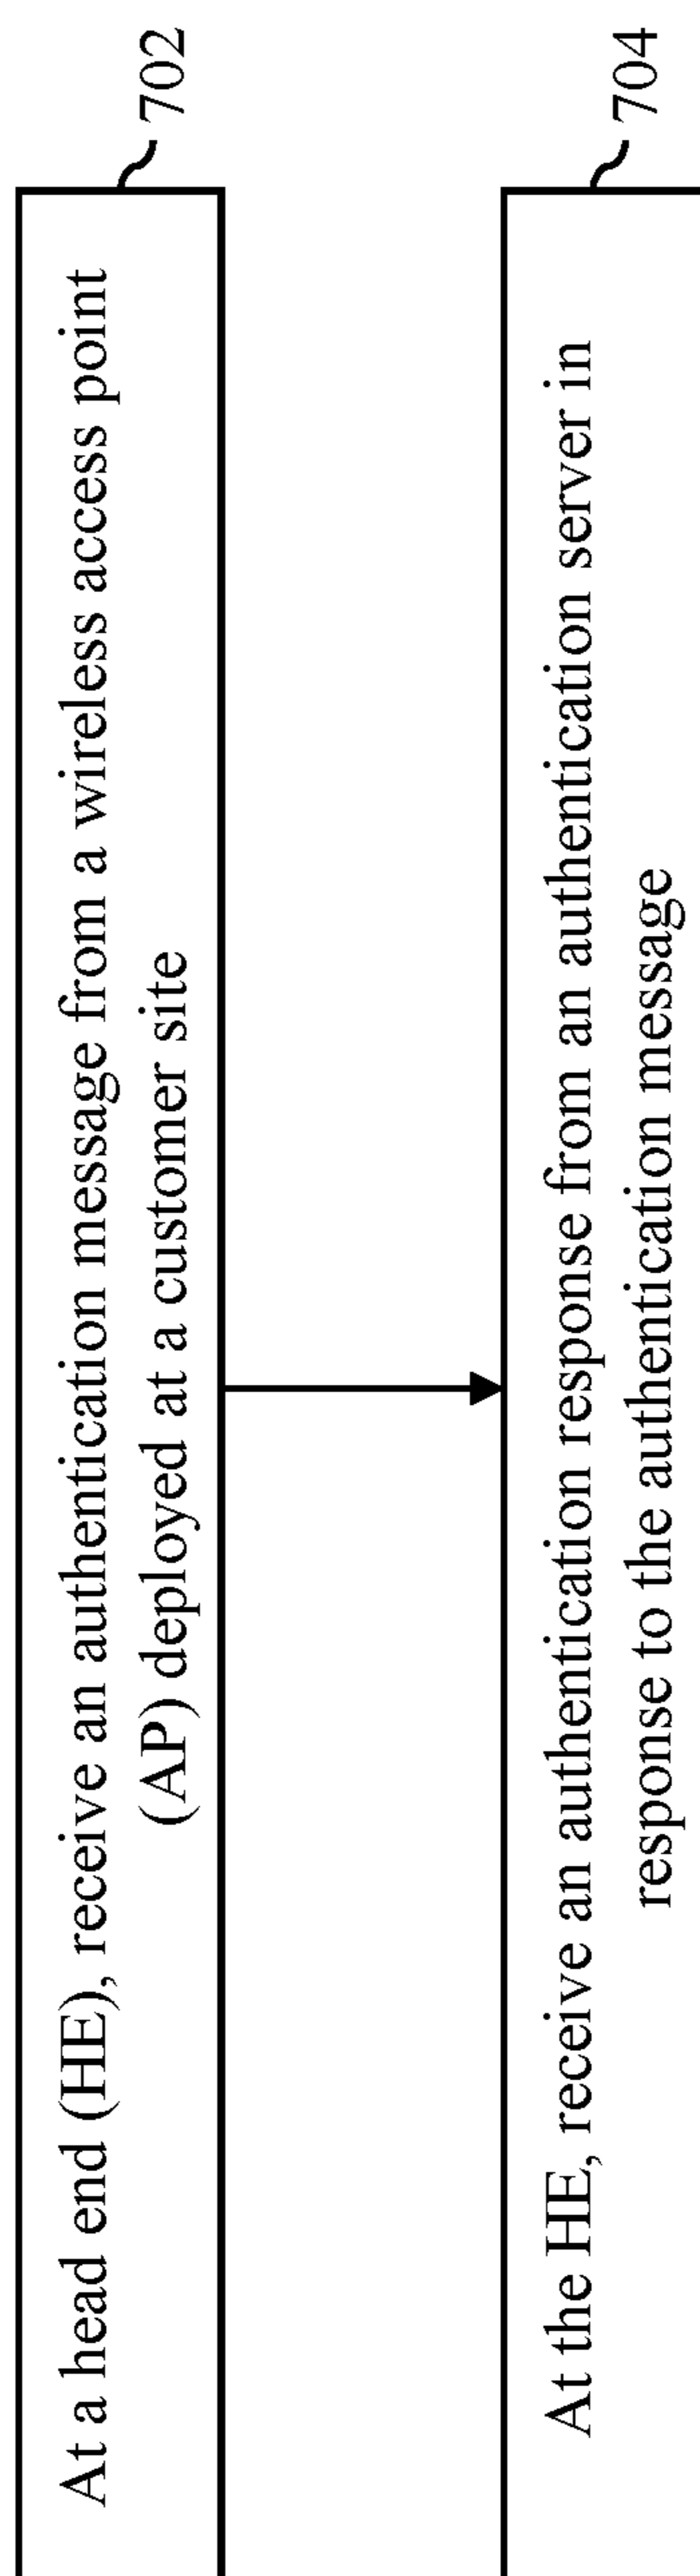 702
At a head end (HE), receive an authentication message from a wireless access point
(AP) deployed at a customer site
704
At the HE, receive an authentication response from an authentication server in
response to the authentication message